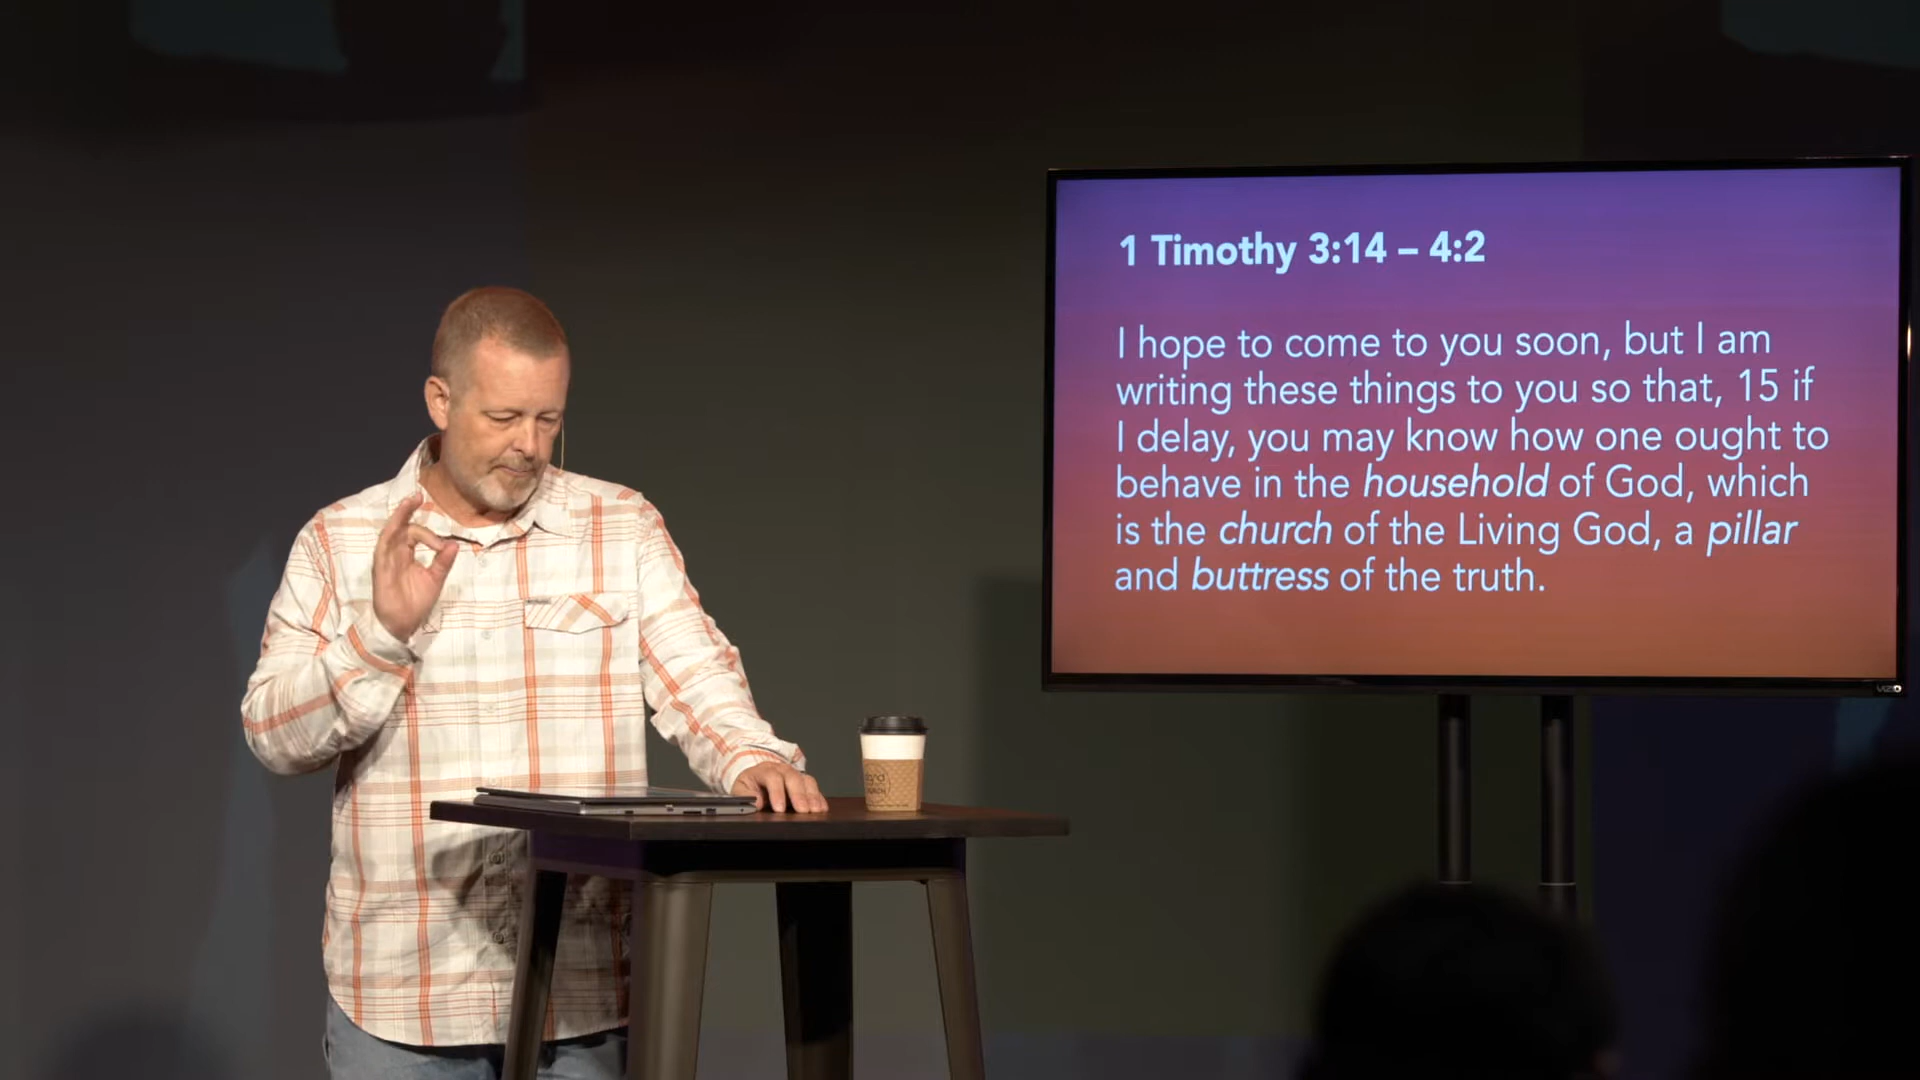 1 Timothy 3:14 – 4:2
I hope to come to you soon, but I am
writing these things to you so that, 15 if
I delay, you may know how one ought to
behave in the household of God, which
is the church of the Living God, a pillar
and buttress of the truth.
VIZIO